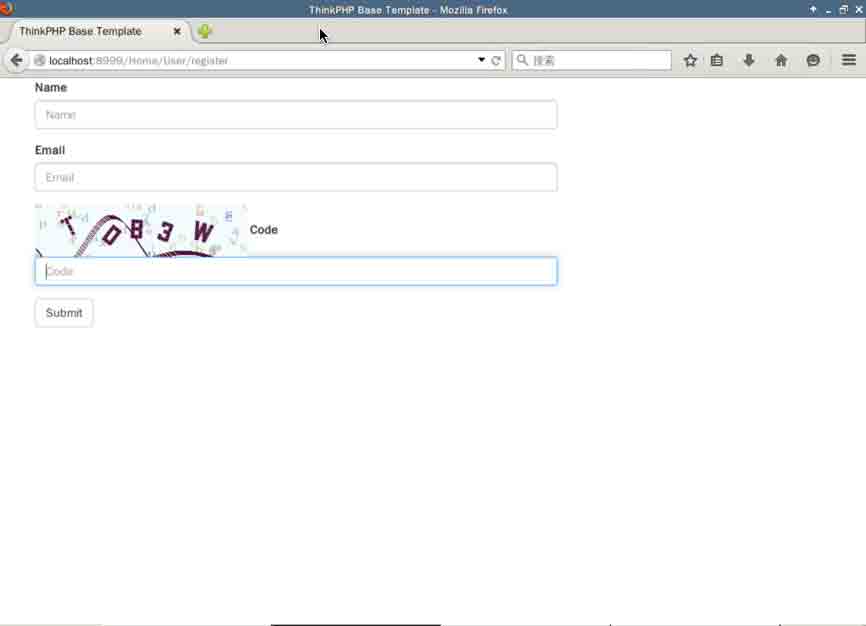 ThinkPHP Base Template - Mozilla Firefox
ThinkPHP Base Template
localhost:8999/Home/User/register
搜索
Name
Name
Email
Email
TDB3W
Code
Code
Submit